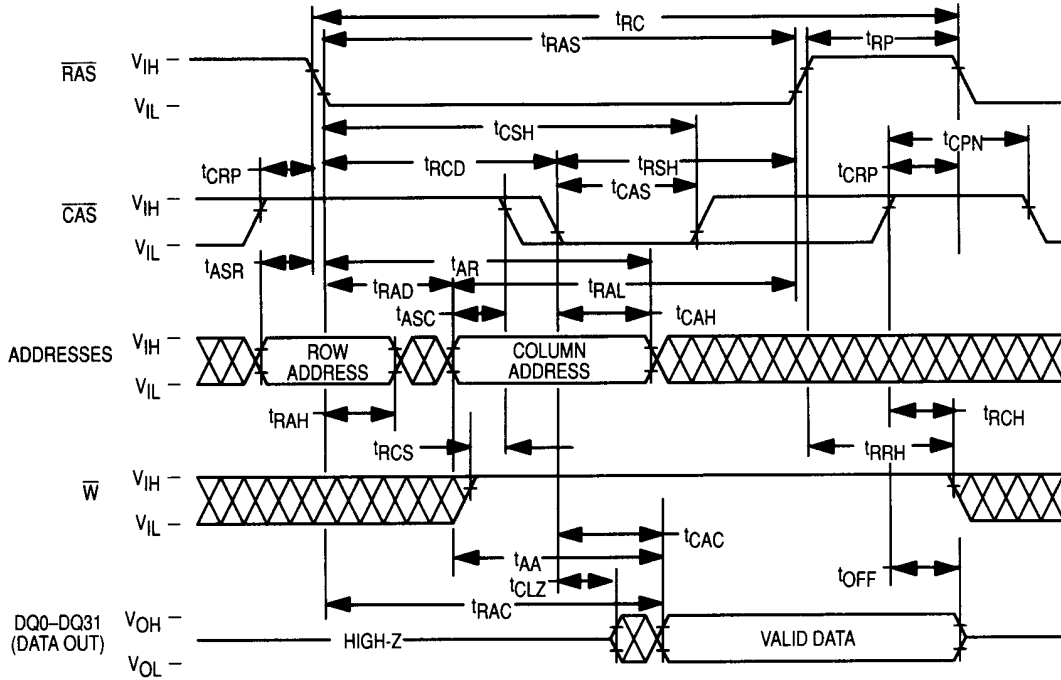 tRC
tRAS
tRP
RAS
VIH
VIL
tCSH
tCPN
tCRP
tRCD
tRSH
tCRP
tCAS
CAS
VIH
VIL
tASR
tAR
tRAD
tRAL
tASC
tCAH
ADDRESSES
VIH
VIL
ROW
ADDRESS
COLUMN
ADDRESS
tRAH
tRCH
tRCS
tRRH
W
VIH
VIL
tCAC
tAA
tOFF
tCLZ
tRAC
DQ0–DQ31
(DATA OUT)
VOH
VOL
HIGH-Z
VALID DATA